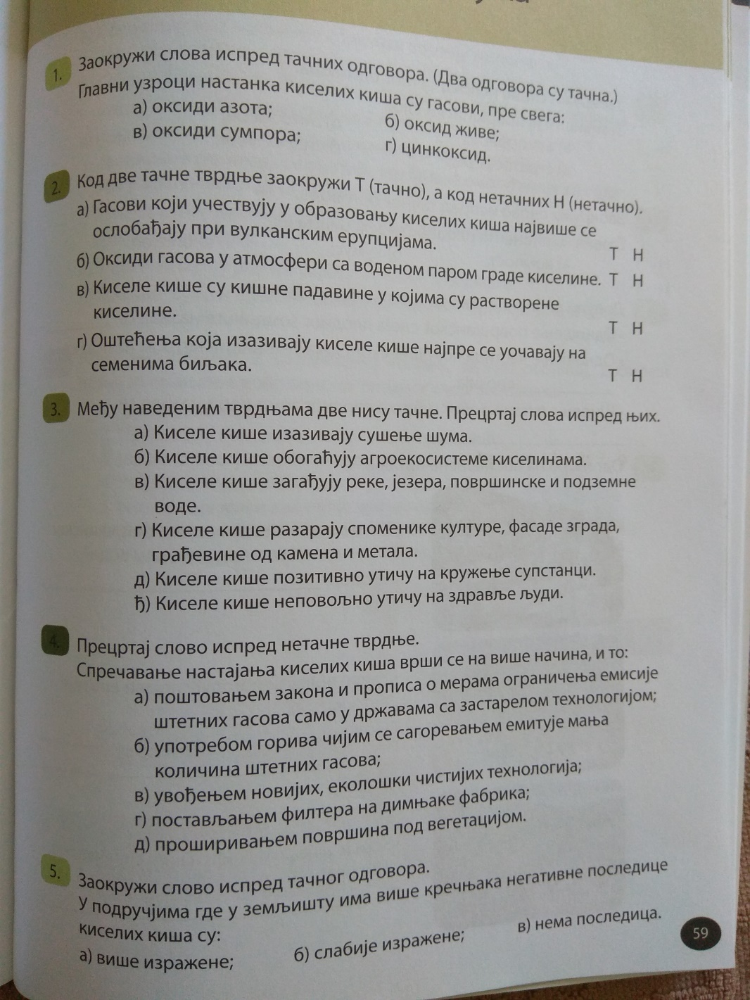 1.
Заокружи слова испред тачних одговора. (Два одговора су тачна.)
Главни узроци настанка киселих киша су гасови, пре свега:
а) оксиди азота;
б) оксид живе;
в) оксиди сумпора;
г) цинкоксид.
2.
Код две тачне тврдње заокружи Т (тачно), а код нетачних Н (нетачно).
а) Гасови који учествују у образовању киселих киша највише се
ослобађају при вулканским ерупцијама.
Т Н
б) Оксиди гасова у атмосфери са воденом паром граде киселине. Т Н
в) Киселе кише су кишне падавине у којима су растворене
киселине.
Т Н
г) Оштећења која изазивају киселе кише најпре се уочавају на
семенима биљака.
Т Н
3.
Међу наведеним тврдњама две нису тачне. Прецртај слова испред њих.
а) Киселе кише изазивају сушење шума.
б) Киселе кише обогаћују агроекосистеме киселинама.
в) Киселе кише загађују реке, језера, површинске и подземне
воде.
г) Киселе кише разарају споменике културе, фасаде зграда,
грађевине од камена и метала.
д) Киселе кише позитивно утичу на кружење супстанци.
ђ) Киселе кише неповољно утичу на здравље људи.
4.
Прецртај слово испред нетачне тврдње.
Спречавање настајања киселих киша врши се на више начина, и то:
а) поштовањем закона и прописа о мерама ограничења емисије
штетних гасова само у државама са застарелом технологијом;
б) употребом горива чијим се сагоревањем емитује мања
количина штетних гасова;
в) увођењем новијих, еколошки чистијих технологија;
г) постављањем филтера на димњаке фабрика;
д) проширивањем површина под вегетацијом.
5.
Заокружи слово испред тачног одговора.
У подручјима где у земљишту има више кречњака негативне последице
киселих киша су:
а) више изражене;
б) слабије изражене;
в) нема последица.
59